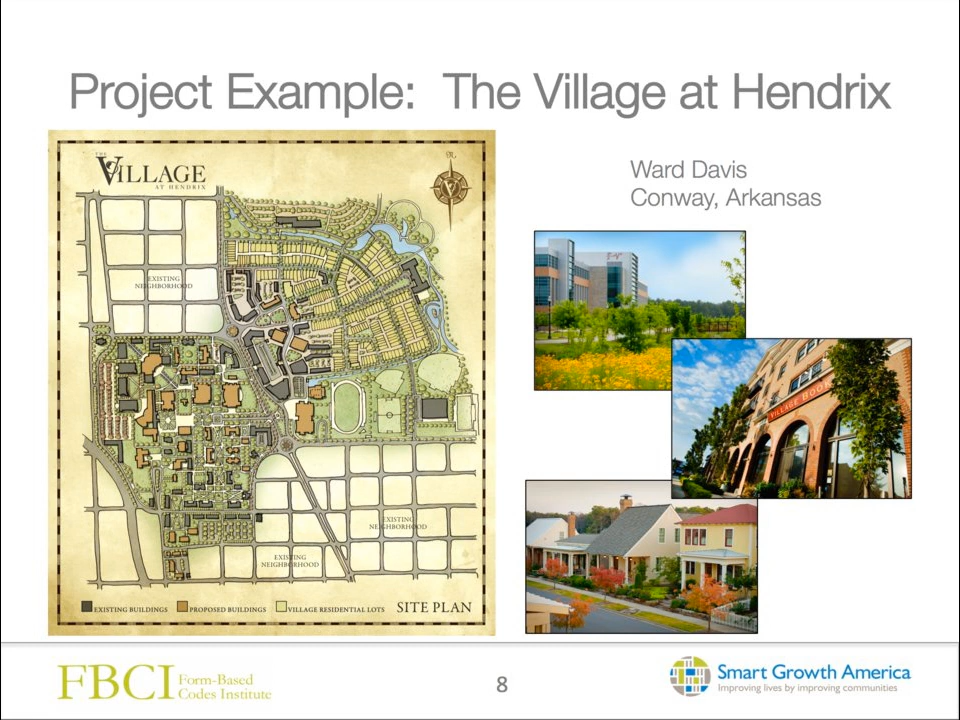 Project Example: The Village at Hendrix
THE
VILLAGE
AT HENDRIX
Ward Davis
Conway, Arkansas
EXISTING
NEIGHBORHOOD
VILLAGE BOOK
EXISTING
NEIGHBORHOOD
EXISTING
NEIGHBORHOOD
EXISTING BUILDINGS PROPOSED BUILDINGS VILLAGE RESIDENTIAL LOTS SITE PLAN
FBCI Form-Based
Codes Institute
8
Smart Growth America
Improving lives by improving communities